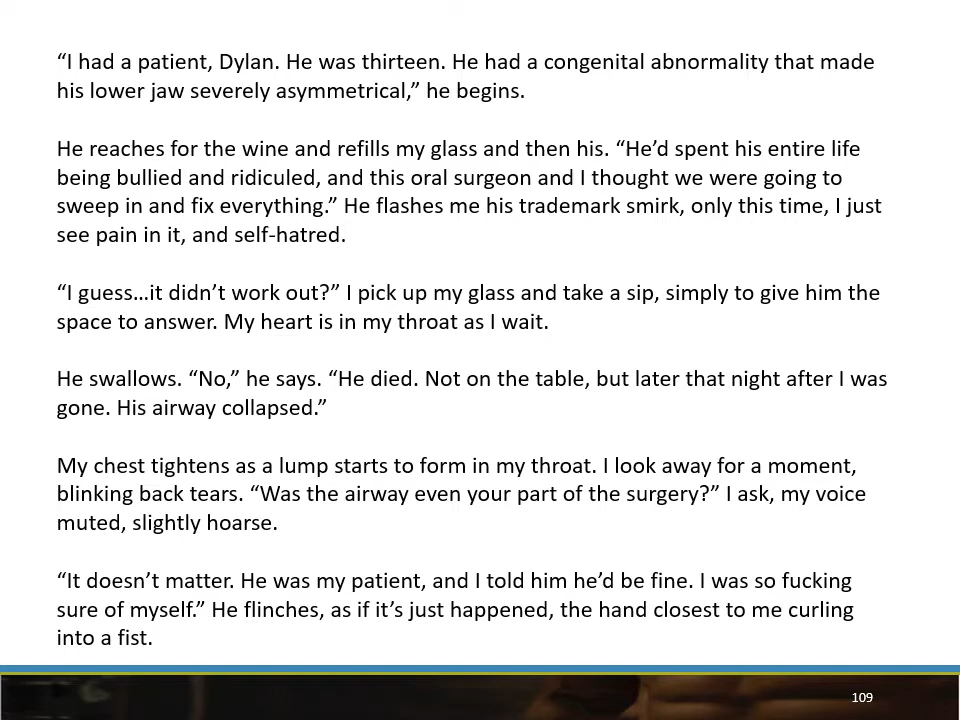 “I had a patient, Dylan. He was thirteen. He had a congenital abnormality that made
his lower jaw severely asymmetrical,” he begins.
He reaches for the wine and refills my glass and then his. “He’d spent his entire life
being bullied and ridiculed, and this oral surgeon and I thought we were going to
sweep in and fix everything.” He flashes me his trademark smirk, only this time, I just
see pain in it, and self-hatred.
“I guess…it didn’t work out?” I pick up my glass and take a sip, simply to give him the
space to answer. My heart is in my throat as I wait.
He swallows. “No,” he says. “He died. Not on the table, but later that night after I was
gone. His airway collapsed.”
My chest tightens as a lump starts to form in my throat. I look away for a moment,
blinking back tears. “Was the airway even your part of the surgery?” I ask, my voice
muted, slightly hoarse.
“It doesn’t matter. He was my patient, and I told him he’d be fine. I was so fucking
sure of myself.” He flinches, as if it’s just happened, the hand closest to me curling
into a fist.
109